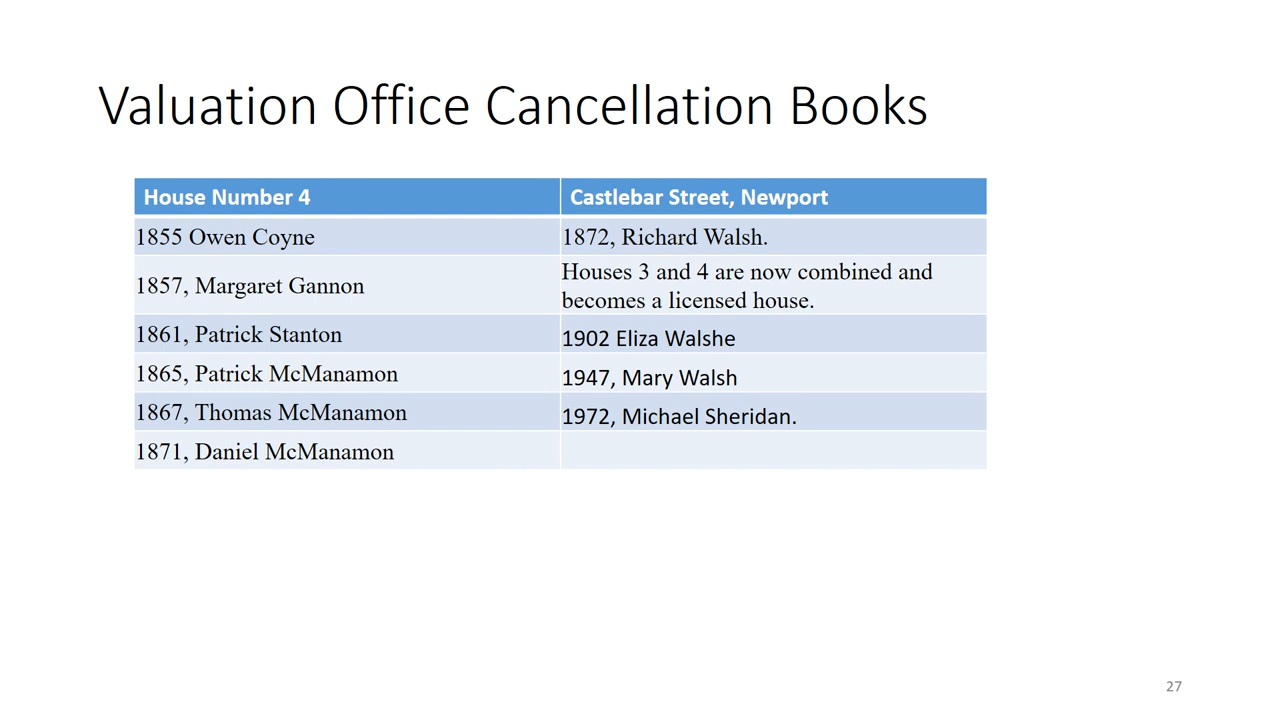 Valuation Office Cancellation Books
House Number 4
Castlebar Street, Newport
1855 Owen Coyne
1872, Richard Walsh.
1857, Margaret Gannon
Houses 3 and 4 are now combined and
becomes a licensed house.
1861, Patrick Stanton
1902 Eliza Walshe
1865, Patrick McManamon
1947, Mary Walsh
1867, Thomas McManamon
1972, Michael Sheridan.
1871, Daniel McManamon
27